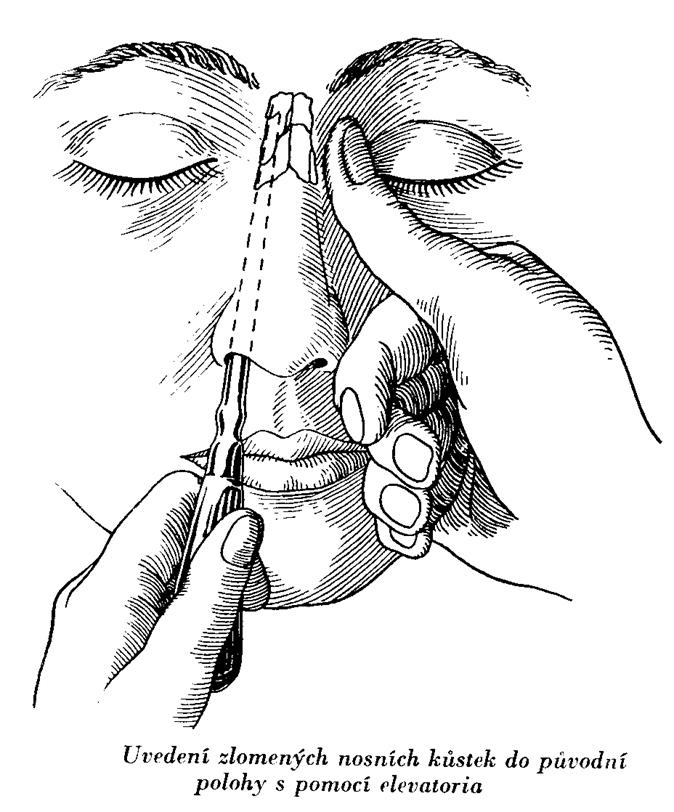 Uvedení zlomených nosních kůstek do původní
polohy s pomocí elevatoria